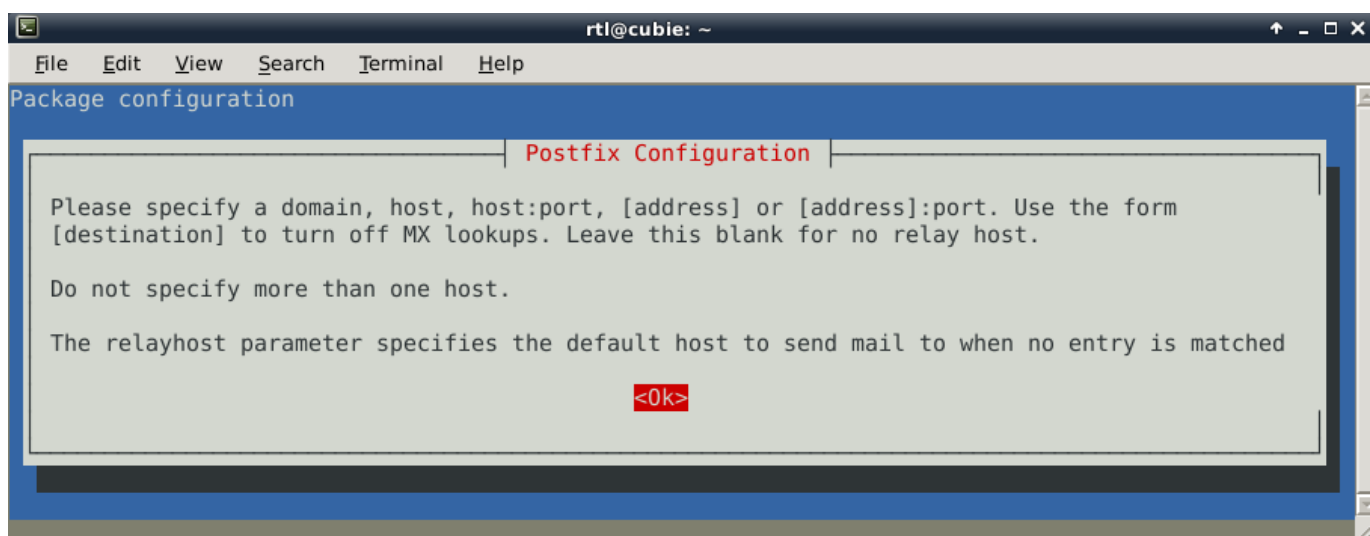 rtl@cubie: ~
File Edit View Search Terminal Help
Package configuration
Postfix Configuration
Please specify a domain, host, host:port, [address] or [address]:port. Use the form
[destination] to turn off MX lookups. Leave this blank for no relay host.
Do not specify more than one host.
The relayhost parameter specifies the default host to send mail to when no entry is matched
<Ok>